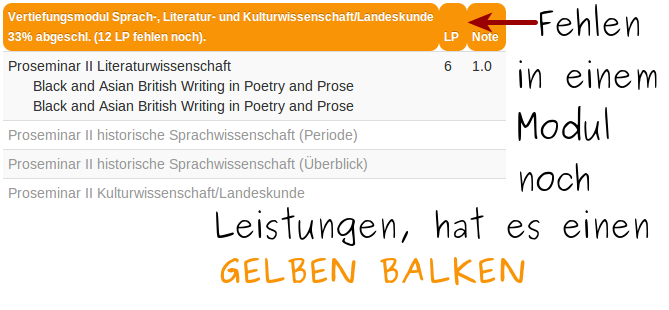 Vertiefungsmodul Sprach-, Literatur- und Kulturwissenschaft/Landeskunde
33% abgeschl. (12 LP fehlen noch). LP Note
Proseminar II Literaturwissenschaft 6 1.0
Black and Asian British Writing in Poetry and Prose
Black and Asian British Writing in Poetry and Prose
Proseminar II historische Sprachwissenschaft (Periode)
Proseminar II historische Sprachwissenschaft (Überblick)
Proseminar II Kulturwissenschaft/Landeskunde
Fehlen
in einem
Modul
noch
Leistungen, hat es einen
GELBEN BALKEN